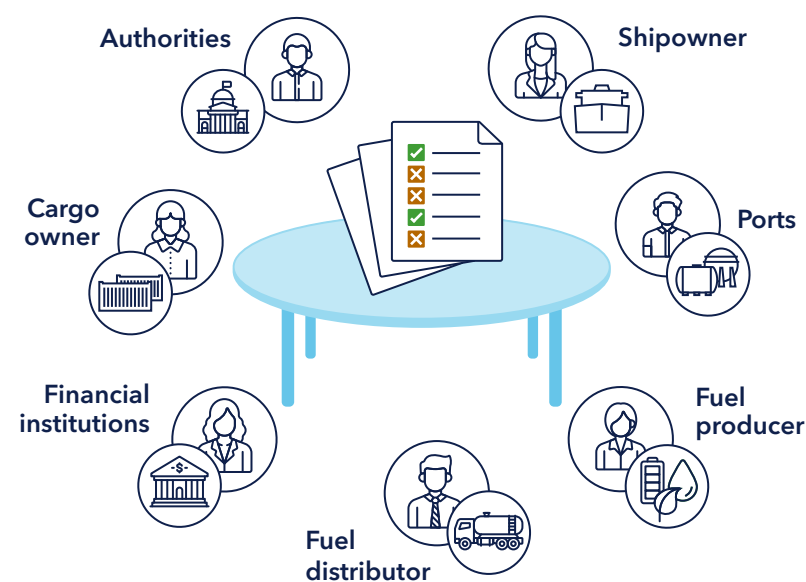 Authorities
Shipowner
Cargo
owner
Ports
Financial
institutions
-$-
Fuel
producer
Fuel
distributor